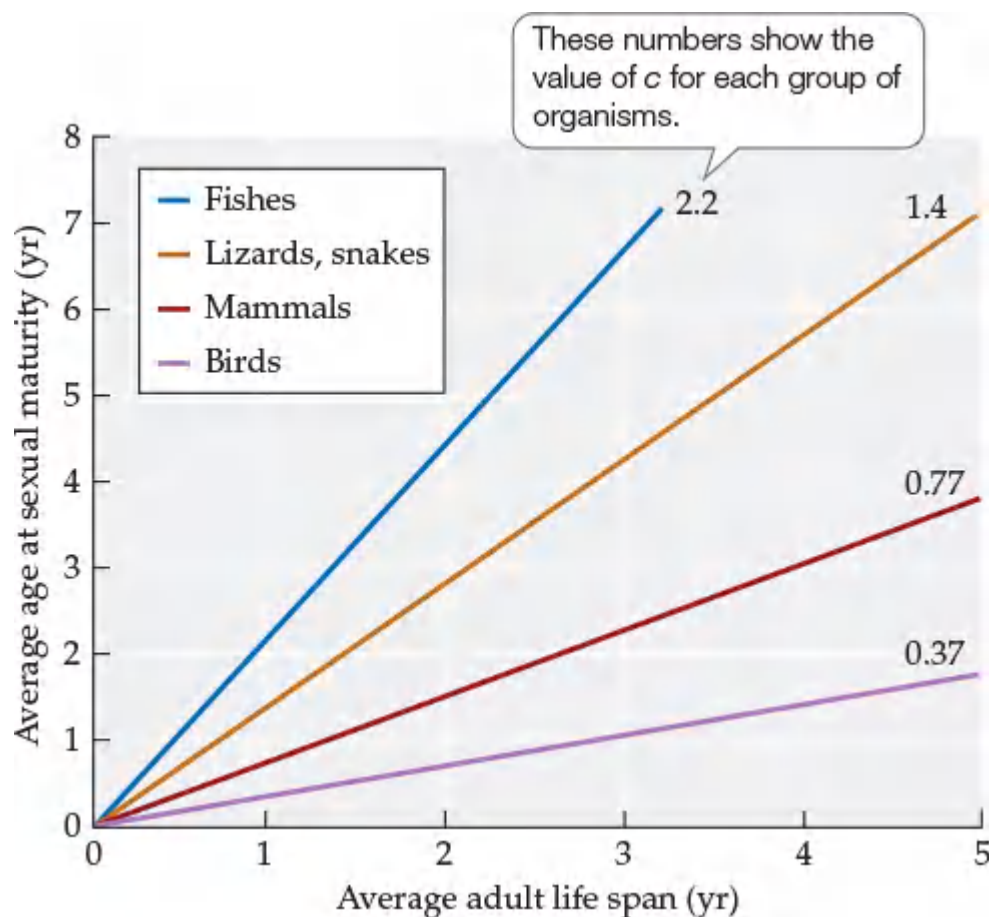 These numbers show the
value of c for each group of
organisms.
8
7
6
5
4
3
2
1
0
Average age at sexual maturity (yr)
Fishes
Lizards, snakes
Mammals
Birds
2.2
1.4
0.77
0.37
0 1 2 3 4 5
Average adult life span (yr)